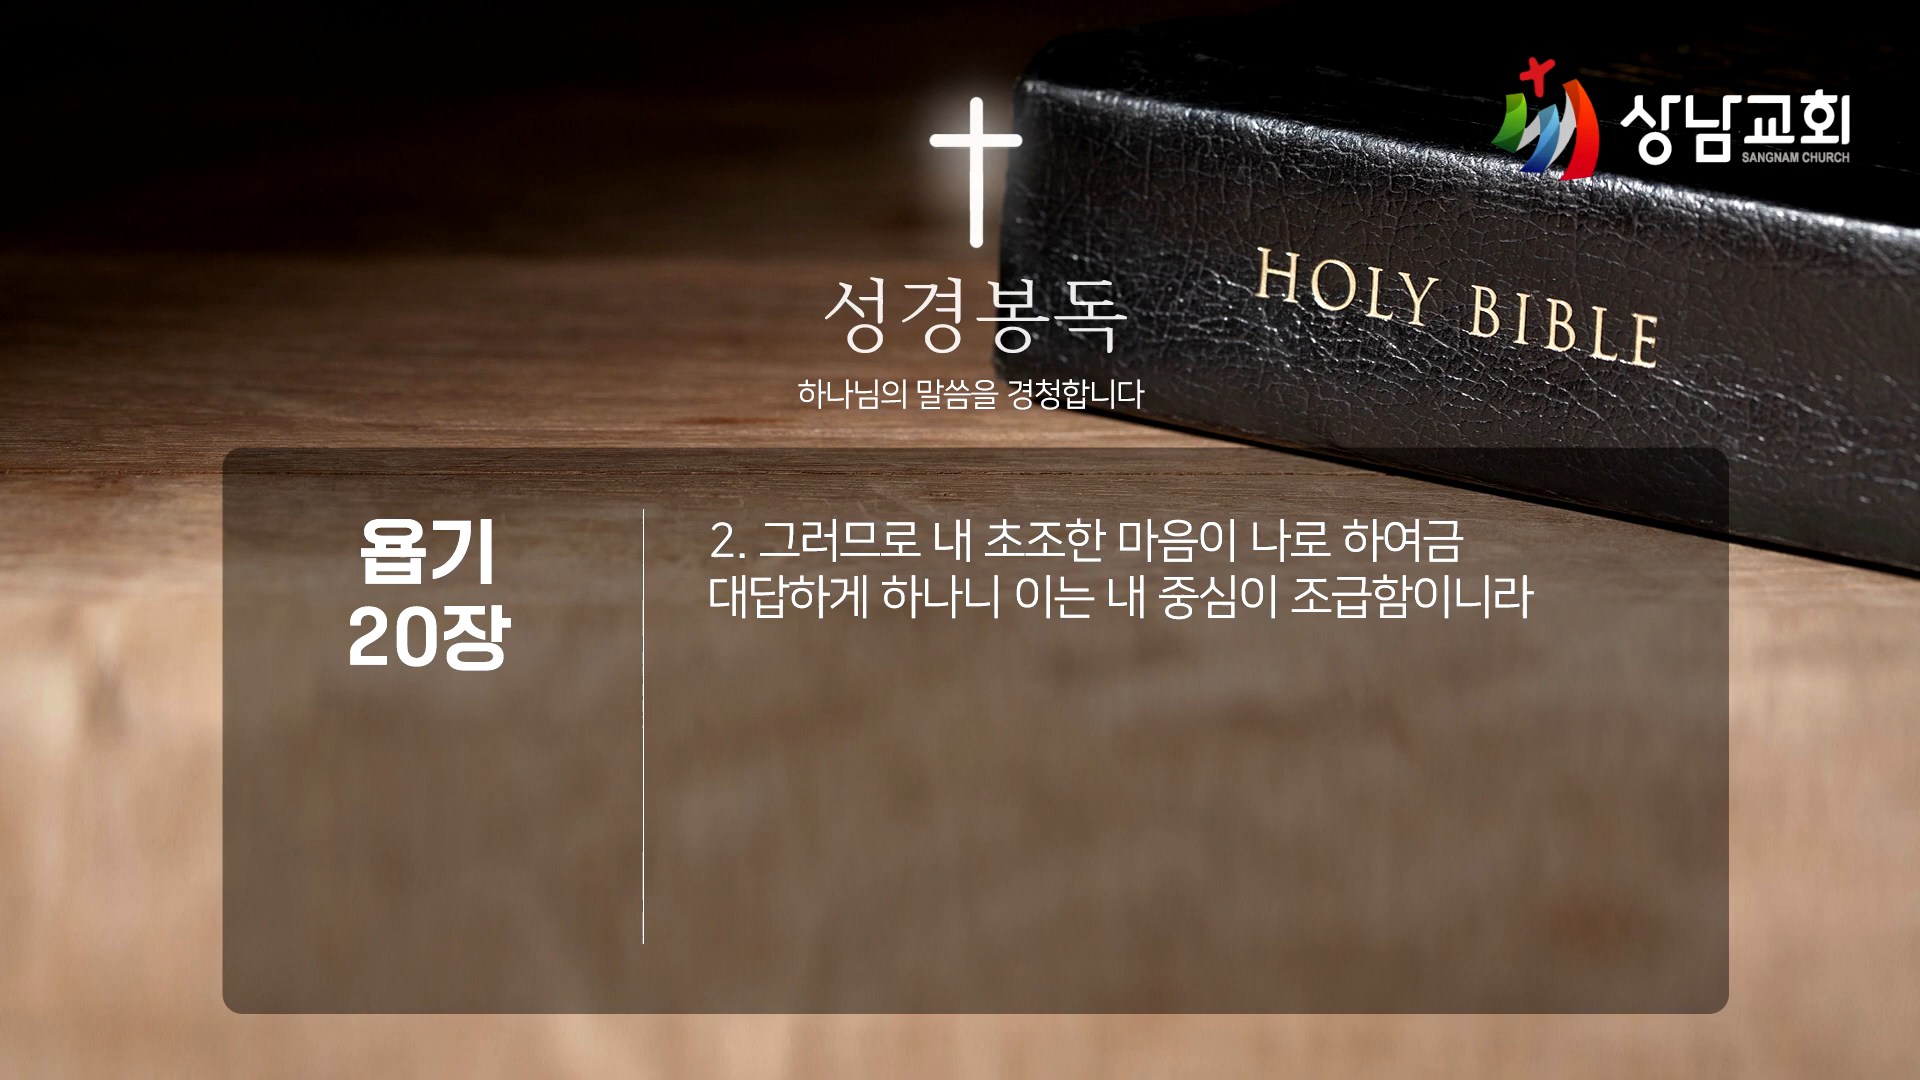 상남교회
SANGNAM CHURCH
HOLY BIBLE
성경봉독
하나님의 말씀을 경청합니다
욥기
20장
2. 그러므로 내 초조한 마음이 나로 하여금
대답하게 하나니 이는 내 중심이 조급함이니라